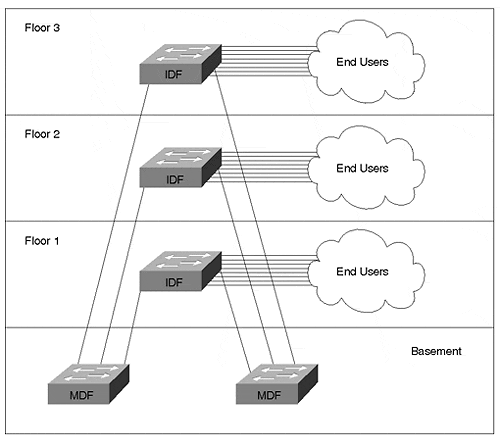 Floor 3
IDF
End Users
Floor 2
IDF
End Users
Floor 1
IDF
End Users
Basement
MDF
MDF